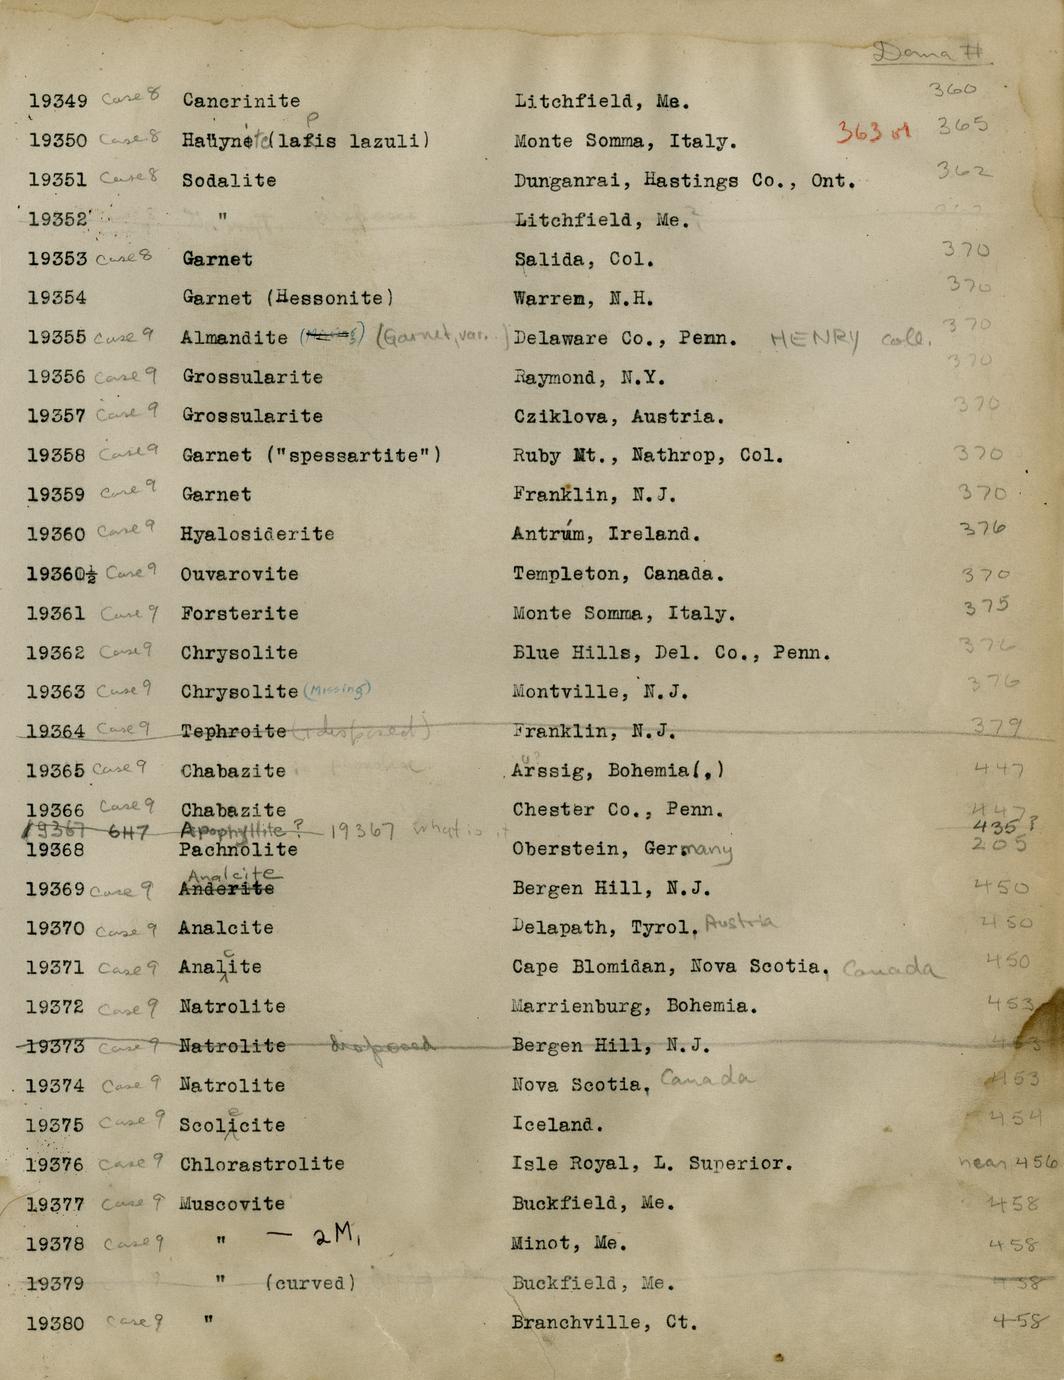 Dana #
19349 Case 8 Cancrinite Litchfield, Me. 360
19350 Case 8 Haüynite (lapis lazuli) Monte Somma, Italy. 363 or 365
19351 Case 8 Sodalite Dunganrai, Hastings Co., Ont. 362
19352 " Litchfield, Me.
19353 Case 8 Garnet Salida, Col. 370
19354 Garnet (Hessonite) Warren, N.H. 370
19355 Case 9 Almandite (Missing) (Garnet, var.) Delaware Co., Penn. HENRY coll. 370
19356 Case 9 Grossularite Raymond, N.Y. 370
19357 Case 9 Grossularite Cziklova, Austria. 370
19358 Case 9 Garnet ("spessartite") Ruby Mt., Nathrop, Col. 370
19359 Case 9 Garnet Franklin, N.J. 370
19360 Case 9 Hyalosiderite Antrim, Ireland. 376
19360½ Case 9 Ouvarovite Templeton, Canada. 370
19361 Case 9 Forsterite Monte Somma, Italy. 375
19362 Case 9 Chrysolite Blue Hills, Del. Co., Penn. 376
19363 Case 9 Chrysolite (Missing) Montville, N.J. 376
19364 Case 9 Tephroite (disposed) Franklin, N.J. 379
19365 Case 9 Chabazite Arssig, Bohemia(,) 447
19366 Case 9 Chabazite Chester Co., Penn. 447
19367 6H7 Apophyllite? 19367 what is it 435?
19368 Pachnolite Oberstein, Germany 205
19369 Case 9 Anderite Analcite Bergen Hill, N.J. 450
19370 Case 9 Analcite Delapath, Tyrol. Austria 450
19371 Case 9 Analcite Cape Blomidan, Nova Scotia. Canada 450
19372 Case 9 Natrolite Marrienburg, Bohemia. 453
19373 Case 9 Natrolite disposed Bergen Hill, N.J. 453
19374 Case 9 Natrolite Nova Scotia, Canada 453
19375 Case 9 Scolecite Iceland. 454
19376 Case 9 Chlorastrolite Isle Royal, L. Superior. near 456
19377 Case 9 Muscovite Buckfield, Me. 458
19378 Case 9 " — 2M₁ Minot, Me. 458
19379 " (curved) Buckfield, Me. 458
19380 Case 9 " Branchville, Ct. 458